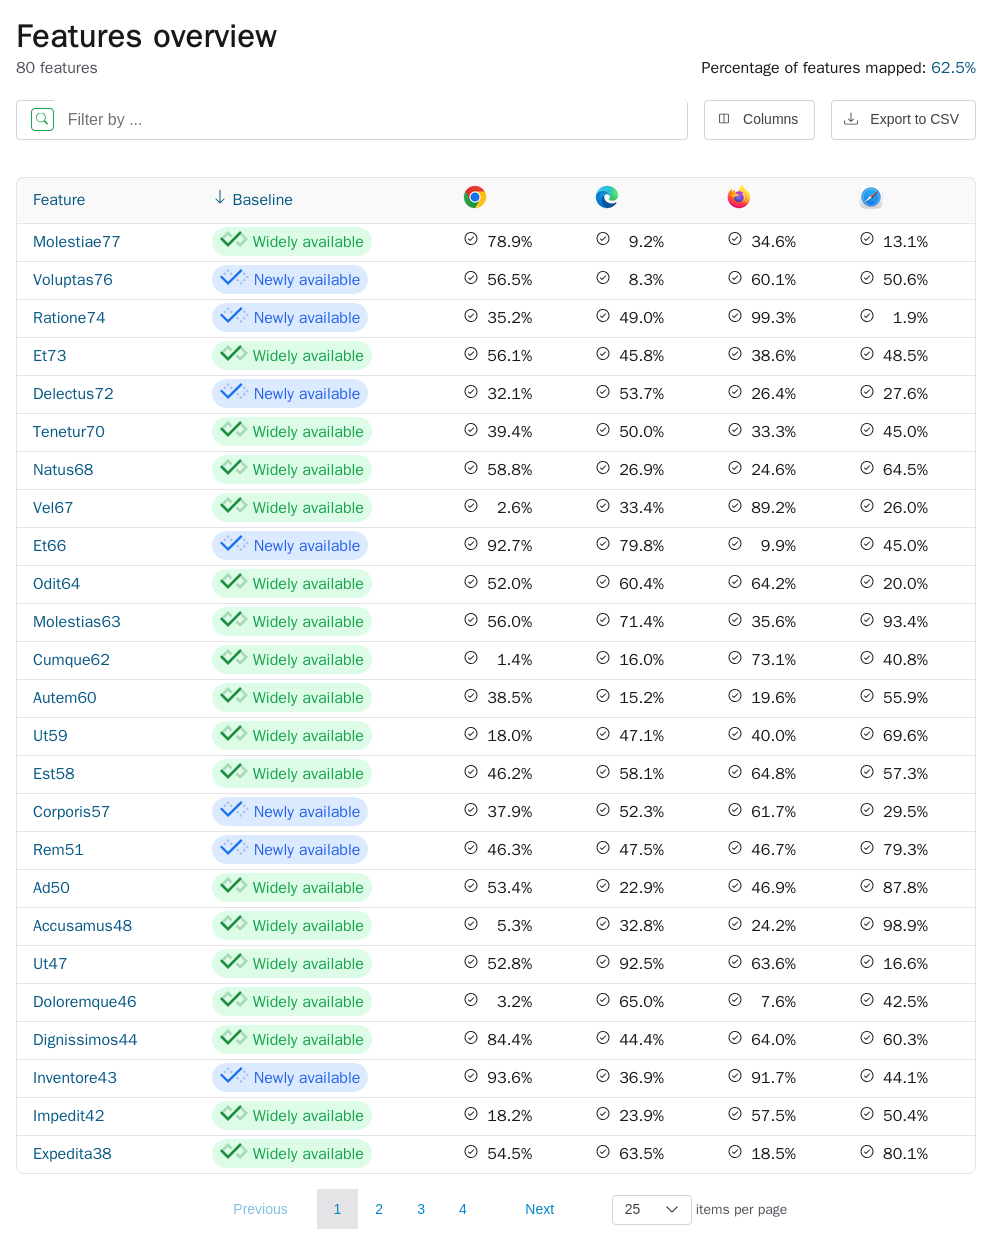 Features overview
80 features
Percentage of features mapped: 62.5%
Filter by ...
Columns
Export to CSV
Feature Baseline
Molestiae77 Widely available 78.9% 9.2% 34.6% 13.1%
Voluptas76 Newly available 56.5% 8.3% 60.1% 50.6%
Ratione74 Newly available 35.2% 49.0% 99.3% 1.9%
Et73 Widely available 56.1% 45.8% 38.6% 48.5%
Delectus72 Newly available 32.1% 53.7% 26.4% 27.6%
Tenetur70 Widely available 39.4% 50.0% 33.3% 45.0%
Natus68 Widely available 58.8% 26.9% 24.6% 64.5%
Vel67 Widely available 2.6% 33.4% 89.2% 26.0%
Et66 Newly available 92.7% 79.8% 9.9% 45.0%
Odit64 Widely available 52.0% 60.4% 64.2% 20.0%
Molestias63 Widely available 56.0% 71.4% 35.6% 93.4%
Cumque62 Widely available 1.4% 16.0% 73.1% 40.8%
Autem60 Widely available 38.5% 15.2% 19.6% 55.9%
Ut59 Widely available 18.0% 47.1% 40.0% 69.6%
Est58 Widely available 46.2% 58.1% 64.8% 57.3%
Corporis57 Newly available 37.9% 52.3% 61.7% 29.5%
Rem51 Newly available 46.3% 47.5% 46.7% 79.3%
Ad50 Widely available 53.4% 22.9% 46.9% 87.8%
Accusamus48 Widely available 5.3% 32.8% 24.2% 98.9%
Ut47 Widely available 52.8% 92.5% 63.6% 16.6%
Doloremque46 Widely available 3.2% 65.0% 7.6% 42.5%
Dignissimos44 Widely available 84.4% 44.4% 64.0% 60.3%
Inventore43 Newly available 93.6% 36.9% 91.7% 44.1%
Impedit42 Widely available 18.2% 23.9% 57.5% 50.4%
Expedita38 Widely available 54.5% 63.5% 18.5% 80.1%
Previous 1 2 3 4 Next 25 items per page